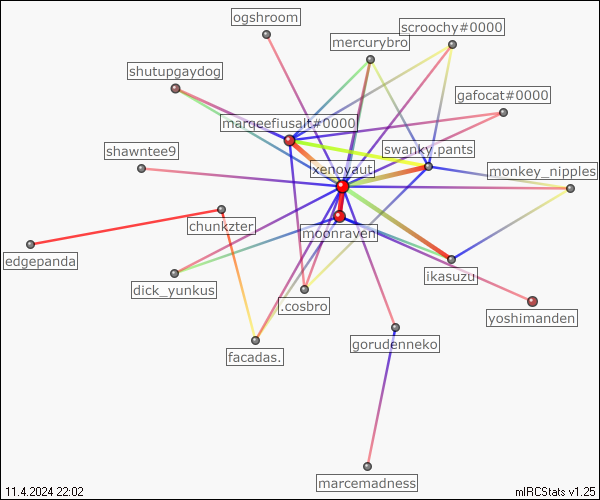 ogshroom
scroochy#0000
mercurybro
shutupgaydog
gafocat#0000
marqeefiusalt#0000
swanky.pants
shawntee9
xenoyaut
monkey_nipples
chunkzter
moonraven
edgepanda
ikasuzu
dick_yunkus
.cosbro
yoshimanden
gorudenneko
facadas.
marcemadness
11.4.2024 22:02
mIRCStats v1.25